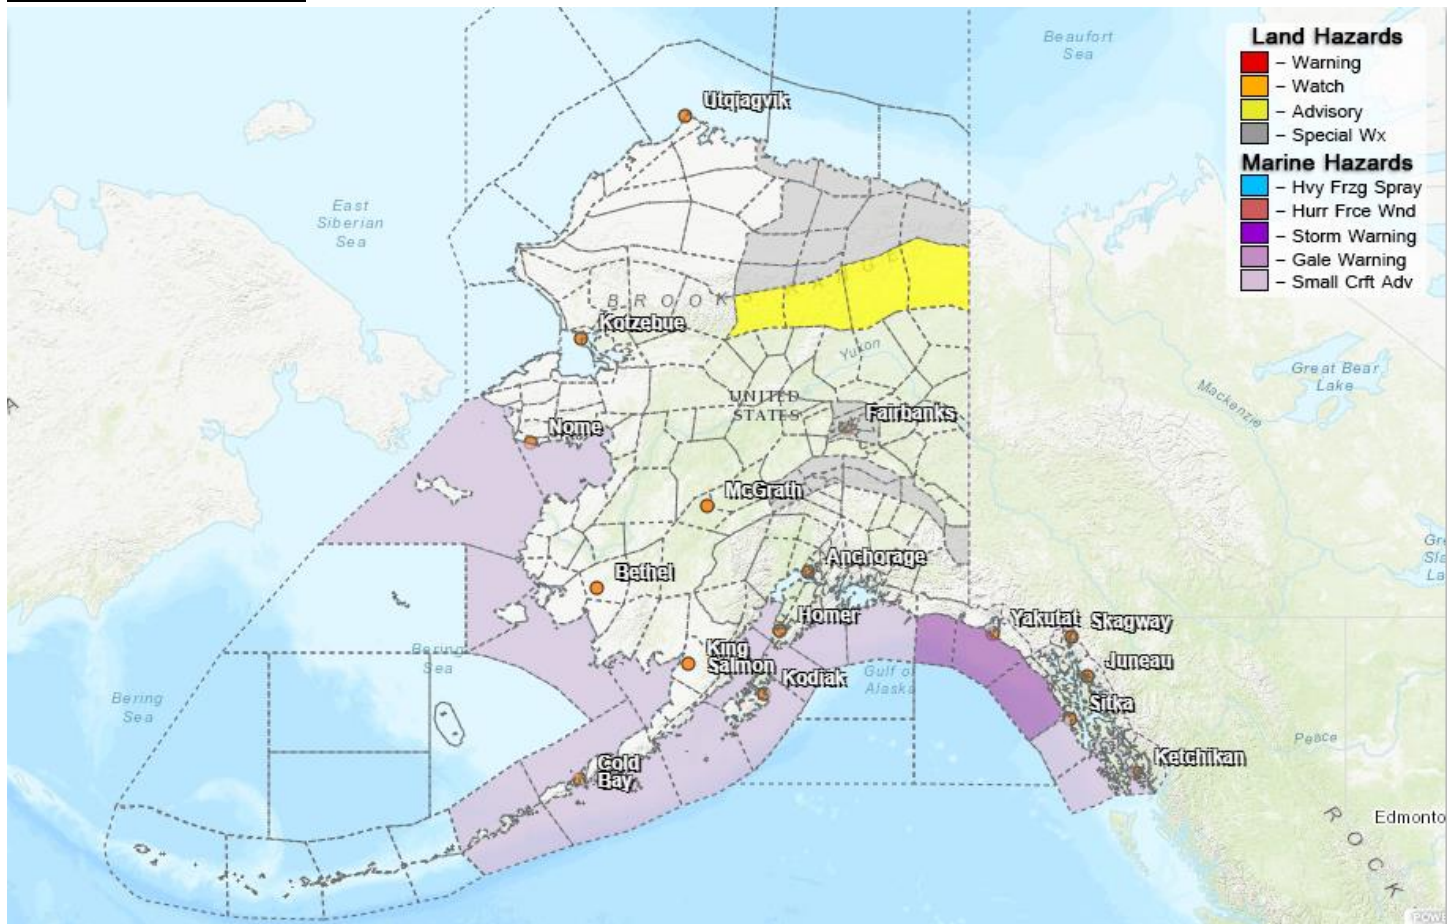 Land Hazards
– Warning
– Watch
– Advisory
– Special Wx
Marine Hazards
– Hvy Frzg Spray
– Hurr Frce Wnd
– Storm Warning
– Gale Warning
– Small Crft Adv
Beaufort
Sea
Utqiagvik
East
Siberian
Sea
BROOKS RANGE
Kotzebue
Yukon
Great Bear
Lake
Mackenzie
UNITED
STATES
Fairbanks
Nome
McGrath
Anchorage
Bethel
Homer
Yakutat
Skagway
King
Salmon
Bering
Sea
Juneau
Kodiak
Gulf of
Alaska
Bering
Sea
Sitka
Peace
Ketchikan
Cold
Bay
Edmonto
ROCK